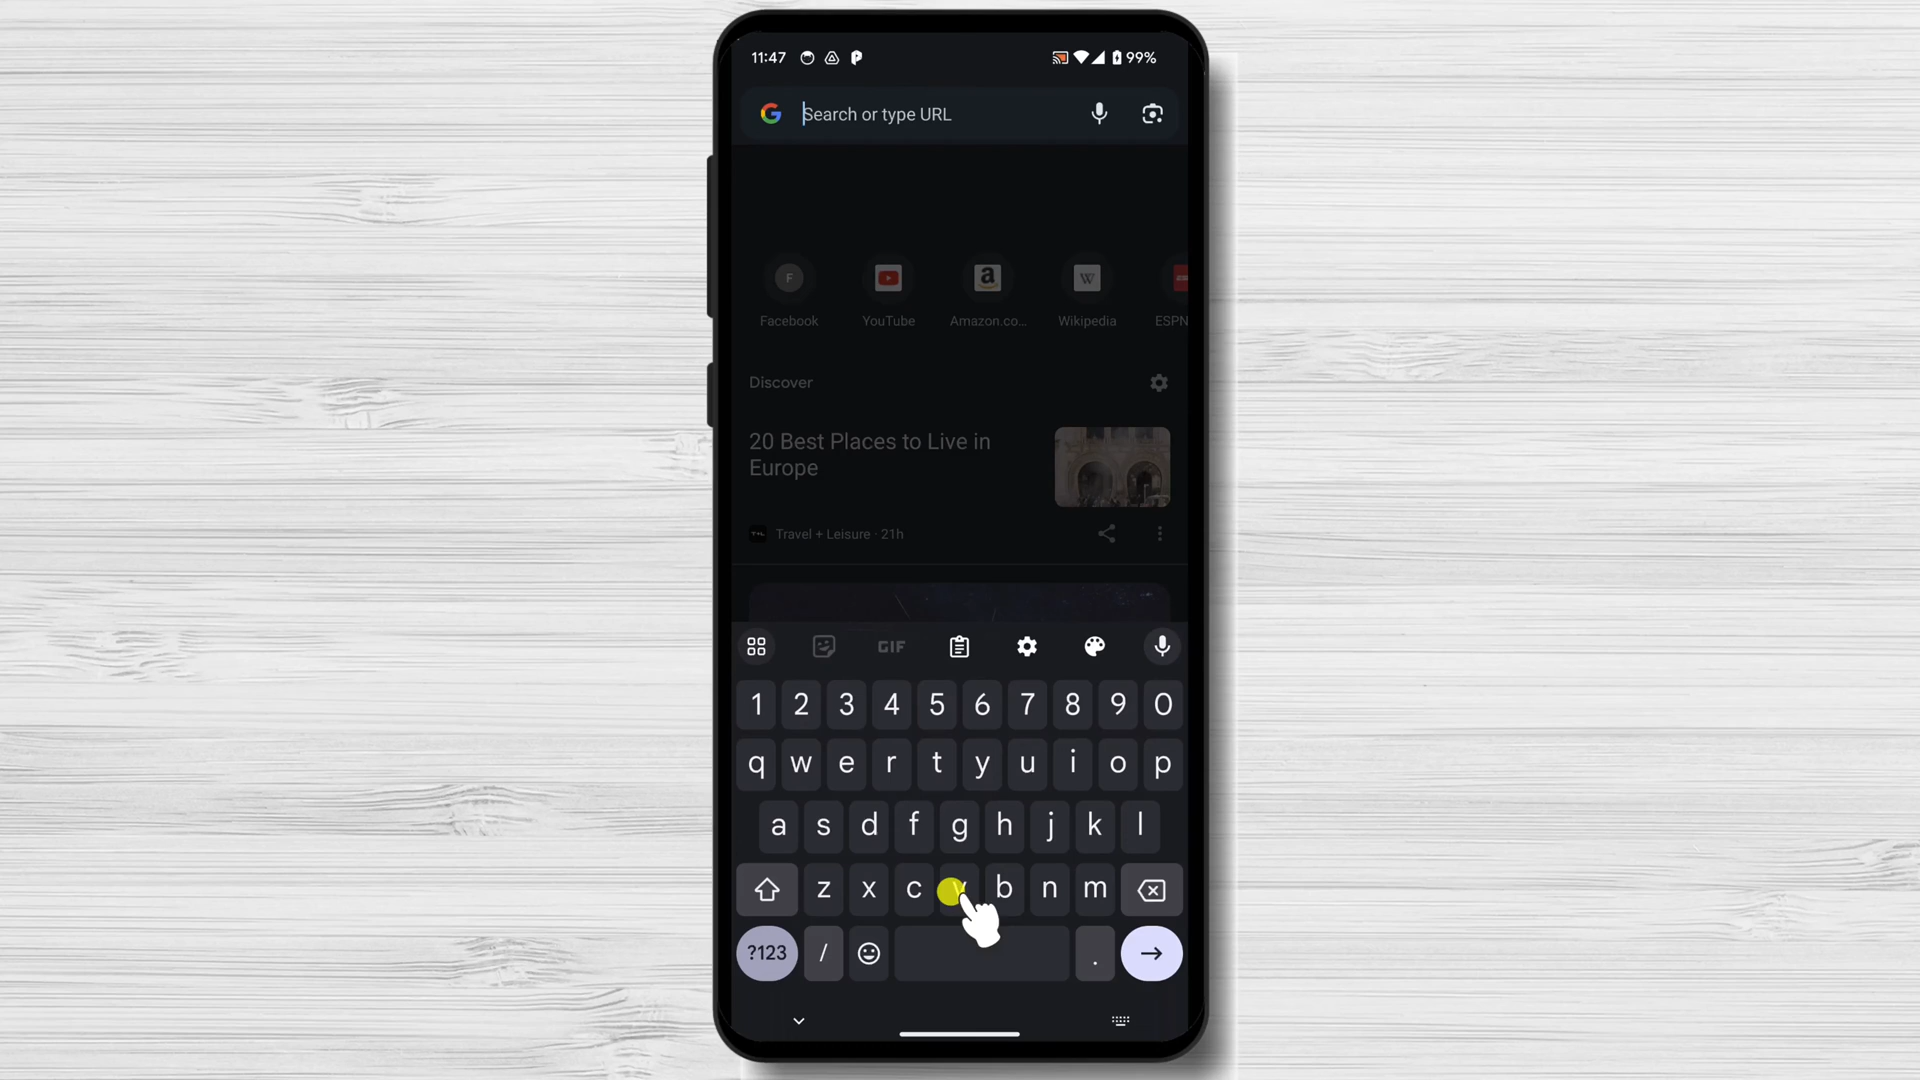 11:47 99%
Search or type URL
F W
Facebook YouTube Amazon.co... Wikipedia ESPN
Discover
20 Best Places to Live in
Europe
Travel + Leisure · 21h
GIF
1 2 3 4 5 6 7 8 9 0
q w e r t y u i o p
a s d f g h j k l
z x c v b n m
?123 / .